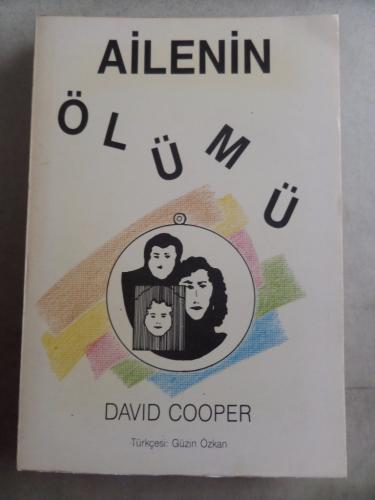 AİLENİN
ÖLÜMÜ
DAVID COOPER
Türkçesi: Güzin Özkan